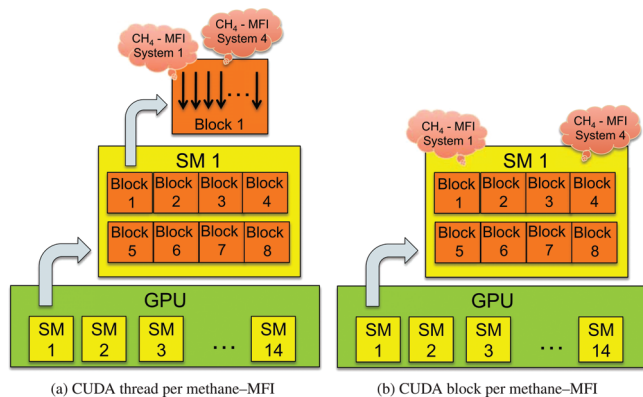 CH4 - MFI
System 1
CH4 - MFI
System 4
...
Block 1
SM 1
Block 1
Block 2
Block 3
Block 4
Block 5
Block 6
Block 7
Block 8
GPU
SM 1
SM 2
SM 3
...
SM 14
(a) CUDA thread per methane–MFI
CH4 - MFI
System 1
CH4 - MFI
System 4
SM 1
Block 1
Block 2
Block 3
Block 4
Block 5
Block 6
Block 7
Block 8
GPU
SM 1
SM 2
SM 3
...
SM 14
(b) CUDA block per methane–MFI